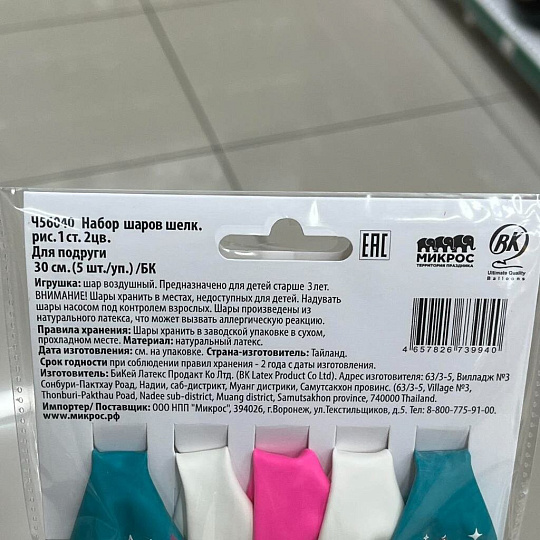 Ч56040 Набор шаров шелк.
рис. 1 ст. 2цв.
Для подруги
30 см. (5 шт./уп.) /БК
EAC
МИКРОС
ТЕРРИТОРИЯ ПРАЗДНИКА
BK
Ultimate Quality
Balloons
Игрушка: шар воздушный. Предназначено для детей старше 3 лет.
ВНИМАНИЕ! Шары хранить в местах, недоступных для детей. Надувать
шары насосом под контролем взрослых. Шары произведены из
натурального латекса, что может вызвать аллергическую реакцию.
Правила хранения: Шары хранить в заводской упаковке в сухом,
прохладном месте. Материал: натуральный латекс.
Дата изготовления: см. на упаковке. Страна-изготовитель: Тайланд.
Срок годности при соблюдении правил хранения - 2 года с даты изготовления.
4 657826 739940
Изготовитель: БиКей Латекс Продакт Ко Лтд. (BK Latex Product Co Ltd). Адрес изготовителя: 63/3-5, Вилладж №3
Сонбури-Пактхау Роад, Надии, саб-дистрикт, Муанг дистрикт, Самутсакхон провинс. (63/3-5, Village №3,
Thonburi-Pakthau Poad, Nadee sub-district, Muang district, Samutsakhon province, 740000 Thailand.
Импортер/ Поставщик: ООО НПП "Микрос", 394026, г.Воронеж, ул.Текстильщиков, д.5. Тел: 8-800-775-91-00.
www.микрос.рф